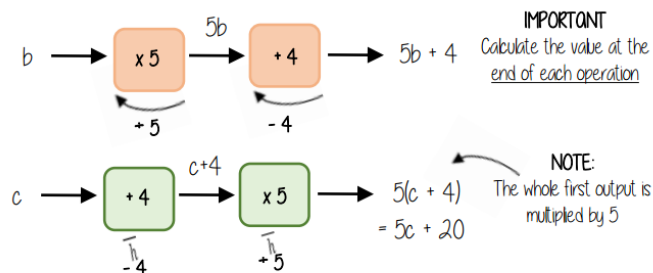 b
x 5
5b
+ 4
5b + 4
IMPORTANT
Calculate the value at the
end of each operation
÷ 5
- 4
c
+ 4
c+4
x 5
5(c + 4)
= 5c + 20
NOTE:
The whole first output is
multiplied by 5
h
- 4
h
÷ 5